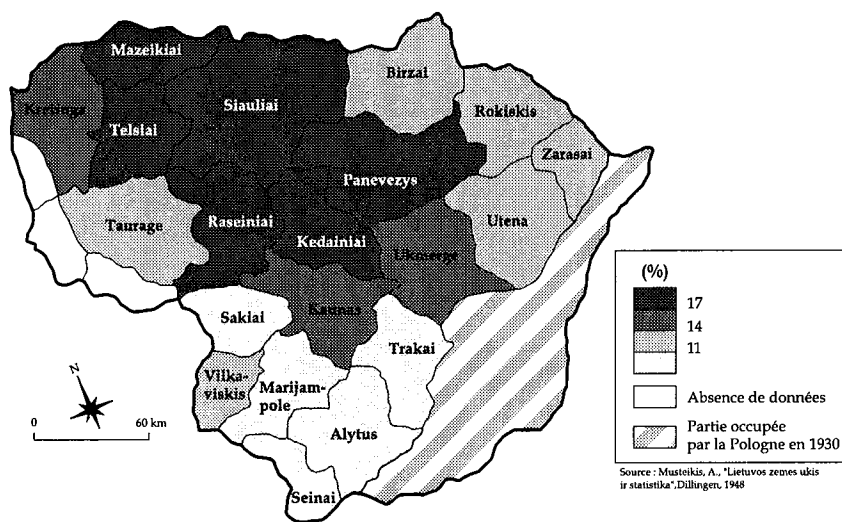 Mazeikiai
Birzai
Kretinga
Siauliai
Telsiai
Rokiskis
Zarasai
Panevezys
Taurage
Raseiniai
Utena
Kedainiai
Ukmerge
Sakiai
Kaunas
Trakai
Vilka-
viskis
Marijam-
pole
Alytus
Seinai
N
0 60 km
(%)
17
14
11
Absence de données
Partie occupée
par la Pologne en 1930
Source : Musteikis, A., "Lietuvos zemes ukis
ir statistika",Dillingen, 1948